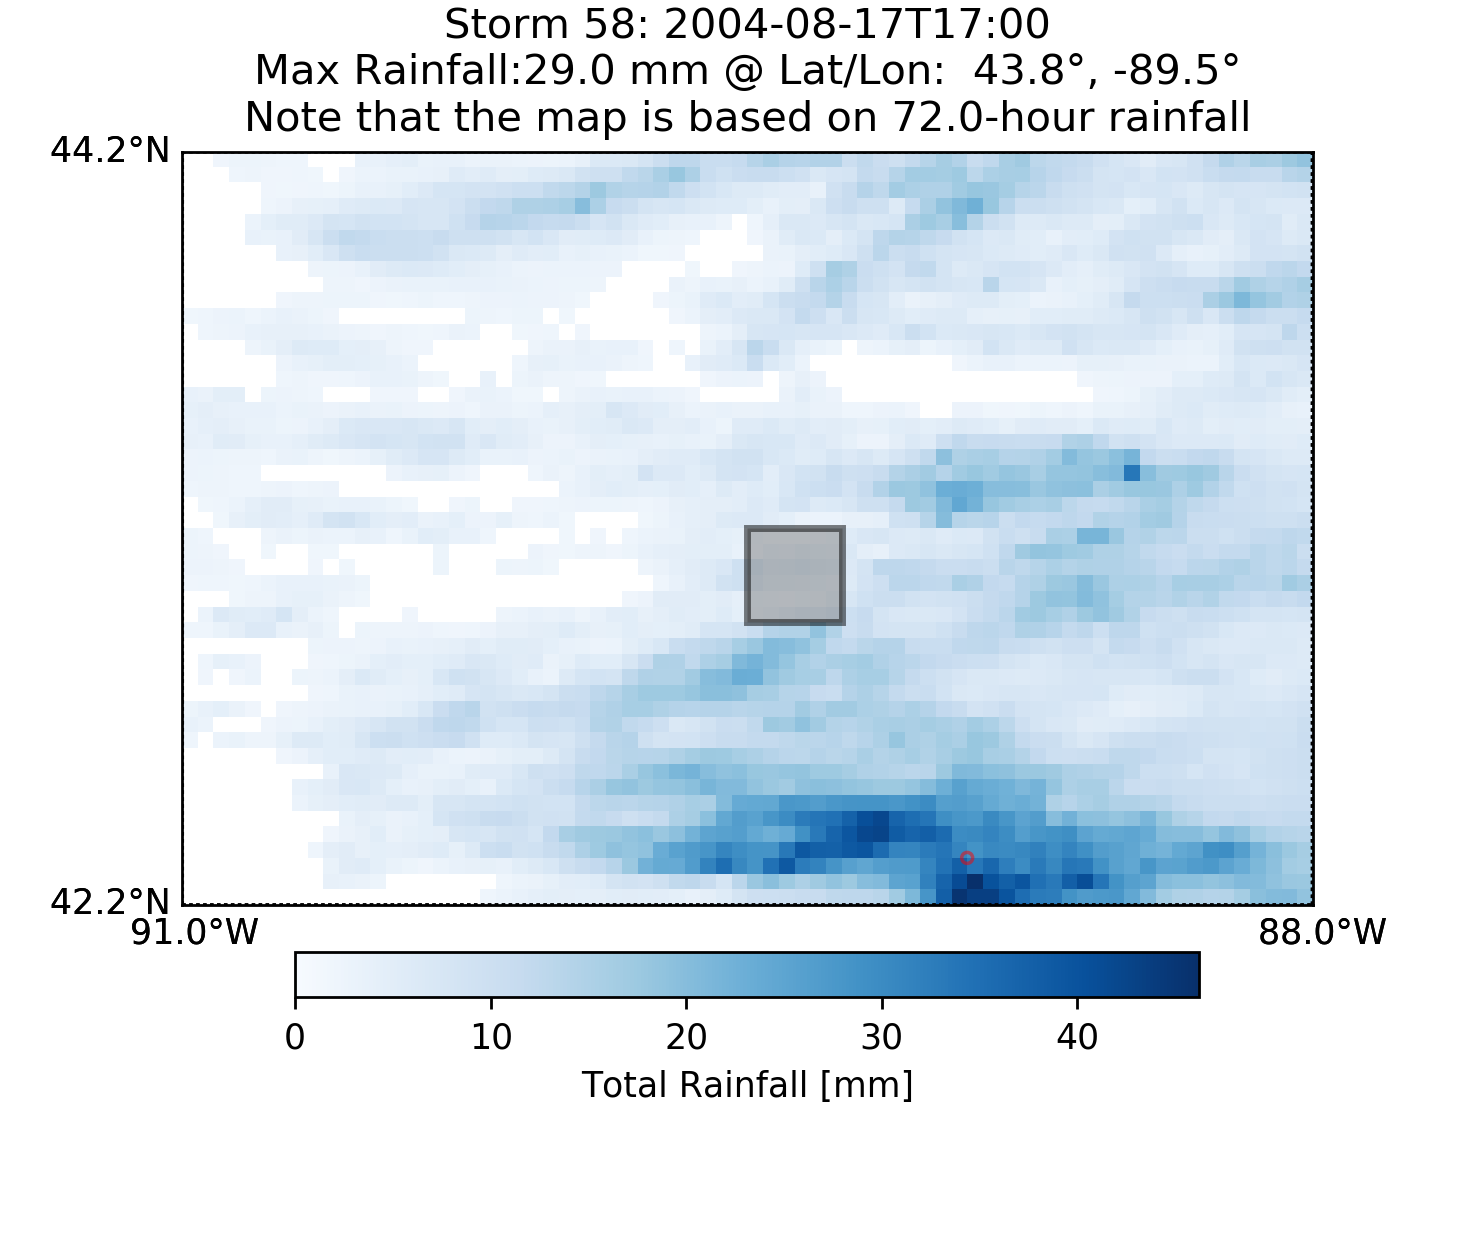 Storm 58: 2004-08-17T17:00
Max Rainfall:29.0 mm @ Lat/Lon:  43.8°, -89.5°
Note that the map is based on 72.0-hour rainfall
44.2°N
42.2°N
91.0°W 88.0°W
0 10 20 30 40
Total Rainfall [mm]